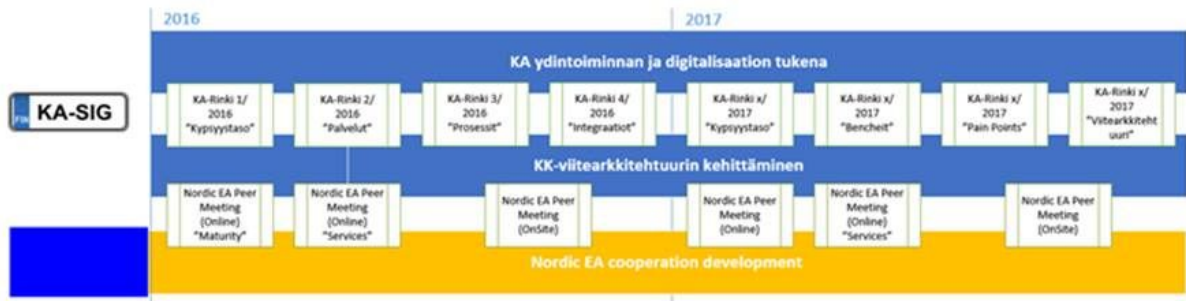 2016
2017
KA ydintoiminnan ja digitalisaation tukena
FIN KA-SIG
KA-Rinki 1/
2016
"Kypsyystaso"
KA-Rinki 2/
2016
"Palvelut"
KA-Rinki 3/
2016
"Prosessit"
KA-Rinki 4/
2016
"Integraatiot"
KA-Rinki x/
2017
"Kypsyystaso"
KA-Rinki x/
2017
"Bencheit"
KA-Rinki x/
2017
"Pain Points"
KA-Rinki x/
2017
"Viitearkkiteht
uuri"
KK-viitearkkitehtuurin kehittäminen
Nordic EA Peer
Meeting
(Online)
"Maturity"
Nordic EA Peer
Meeting
(Online)
"Services"
Nordic EA Peer
Meeting
(OnSite)
Nordic EA Peer
Meeting
(Online)
Nordic EA Peer
Meeting
(Online)
"Services"
Nordic EA Peer
Meeting
(OnSite)
Nordic EA cooperation development